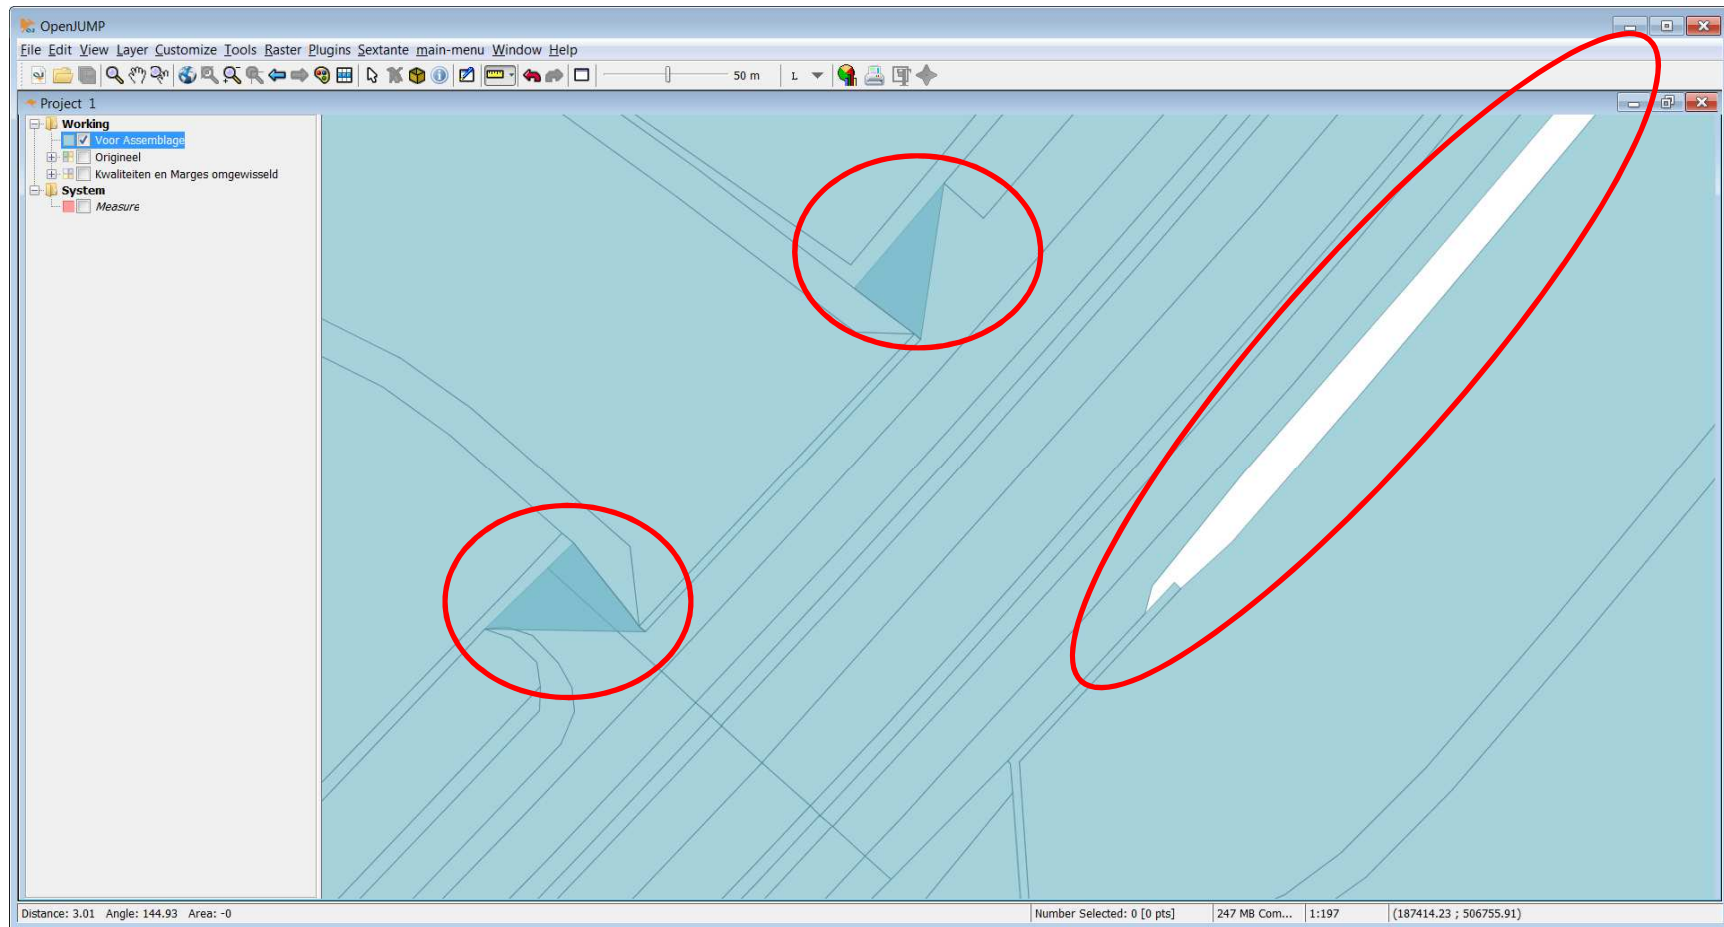 OpenJUMP
File Edit View Layer Customize Tools Raster Plugins Sextante main-menu Window Help
50 m L
Project 1
Working
Voor Assemblage
Origineel
Kwaliteiten en Marges omgewisseld
System
Measure
Distance: 3.01 Angle: 144.93 Area: -0 Number Selected: 0 [0 pts] 247 MB Com... 1:197 (187414.23 ; 506755.91)